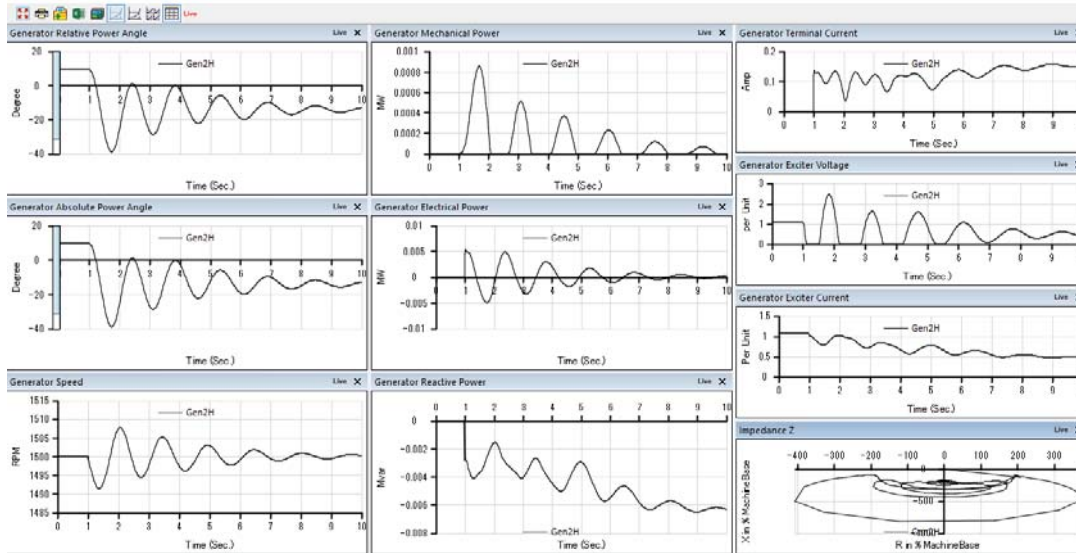 Live
Generator Relative Power Angle Live X
20
0
-20
-40
Degree
Gen2H
0 1 2 3 4 5 6 7 8 9 10
Time (Sec.)
Generator Mechanical Power Live X
0.001
0.0008
0.0006
0.0004
0.0002
0
MW
Gen2H
0 1 2 3 4 5 6 7 8 9 10
Time (Sec.)
Generator Terminal Current Live
0.2
0.1
0
Amp
Gen2H
0 1 2 3 4 5 6 7 8 9
Time (Sec.)
Generator Exciter Voltage Live
3
2
1
0
per Unit
Gen2H
0 1 2 3 4 5 6 7 8 9
Time (Sec.)
Generator Absolute Power Angle Live X
20
0
-20
-40
Degree
Gen2H
0 1 2 3 4 5 6 7 8 9 10
Time (Sec.)
Generator Electrical Power Live X
0.01
0.005
0
-0.005
-0.01
MW
Gen2H
0 1 2 3 4 5 6 7 8 9 10
Time (Sec.)
Generator Exciter Current Live
1.5
1
0.5
0
Per Unit
Gen2H
0 1 2 3 4 5 6 7 8 9
Time (Sec.)
Generator Speed Live X
1515
1510
1505
1500
1495
1490
1485
RPM
Gen2H
0 1 2 3 4 5 6 7 8 9 10
Time (Sec.)
Generator Reactive Power Live X
0 1 2 3 4 5 6 7 8 9 10
0
-0.002
-0.004
-0.006
-0.008
Mvar
Gen2H
Time (Sec.)
Impedance Z Live
-400 -300 -200 -100 0 100 200 300
-500
X in % MachineBase
R in % MachineBase